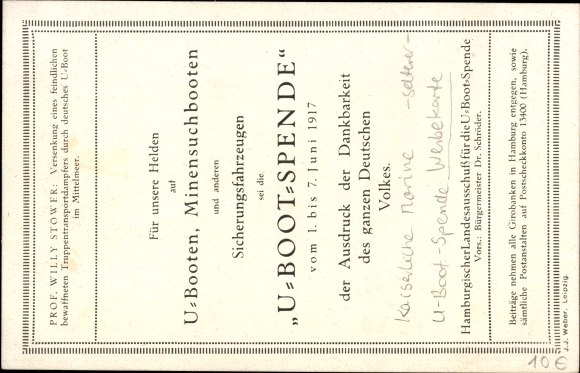 PROF. WILLY STOWER: Versenkung eines feindlichen
bewaffneten Truppentransportdampfers durch deutsches U⸗Boot
im Mittelmeer.
Für unsere Helden
auf
U⸗Booten, Minensuchbooten
und anderen
Sicherungsfahrzeugen
sei die
„U⸗BOOT⸗SPENDE“
vom 1. bis 7. Juni 1917
der Ausdruck der Dankbarkeit
des ganzen Deutschen
Volkes.
Kaiserliche Marine - seltene -
U-Boot-Spende Werbekarte
Hamburgischer Landesausschuß für die U⸗Boot⸗Spende
Vors.: Bürgermeister Dr. Schröder.
Beiträge nehmen alle Girobanken in Hamburg entgegen, sowie
sämtliche Postanstalten auf Postscheckkonto 13400 (Hamburg).
J.J. Weber, Leipzig.
10 €